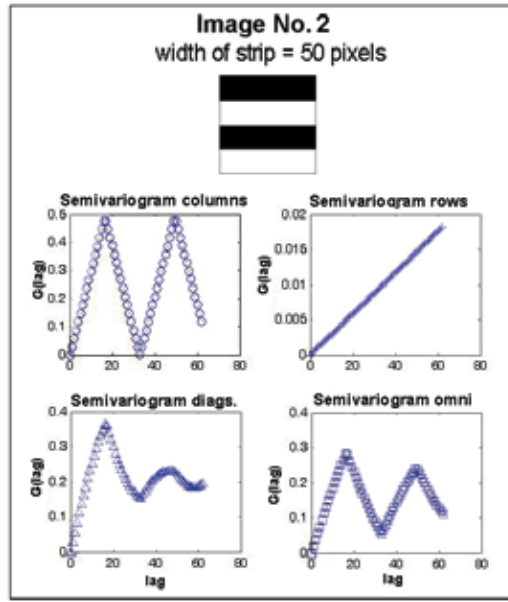 Image No. 2
width of strip = 50 pixels
Semivariogram columns
Semivariogram rows
0.5
0.4
0.3
0.2
0.1
0
G(lag)
0 20 40 60 80
0.02
0.015
0.01
0.005
0
G(lag)
0 20 40 60 80
Semivariogram diags.
Semivariogram omni
0.4
0.3
0.2
0.1
0
G(lag)
0 20 40 60 80
lag
0.4
0.3
0.2
0.1
0
G(lag)
0 20 40 60 80
lag